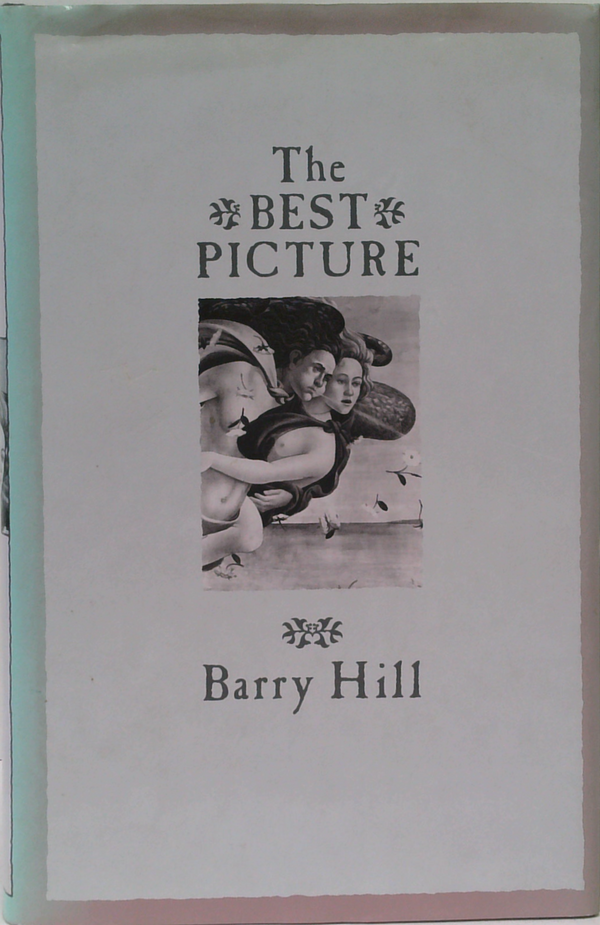 The
BEST
PICTURE
Barry Hill